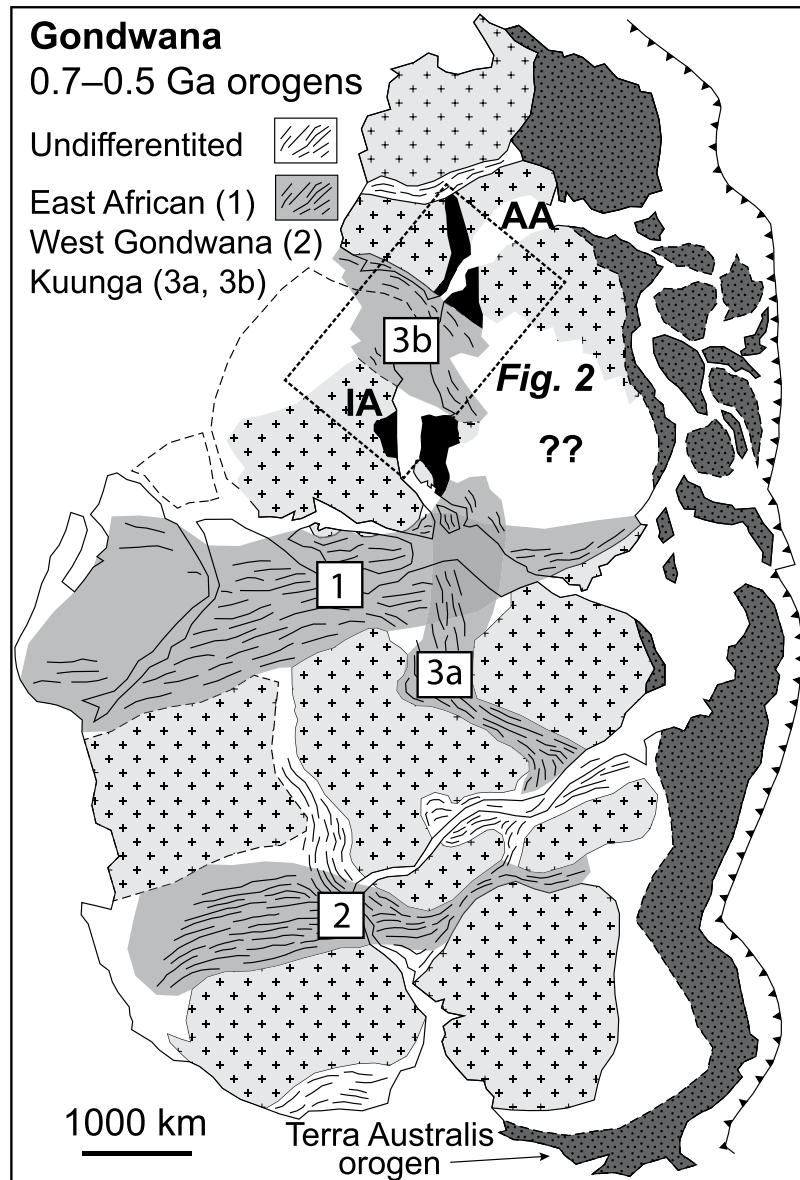 Gondwana
0.7–0.5 Ga orogens
Undifferentited
East African (1)
West Gondwana (2)
Kuunga (3a, 3b)
AA
3b
Fig. 2
IA
??
1
3a
2
1000 km
Terra Australis
orogen